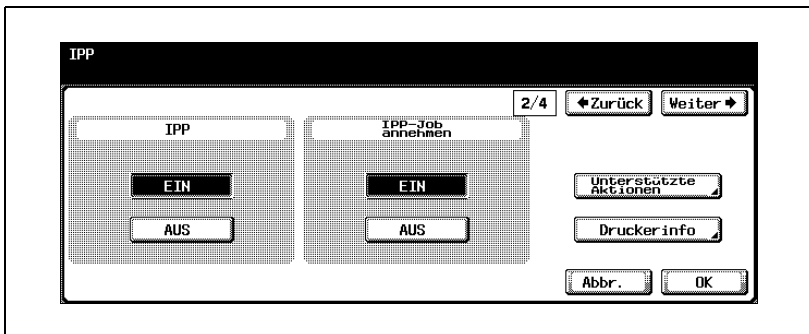 IPP
2/4 Zurück Weiter
IPP
IPP-Job
annehmen
EIN EIN Unterstützte
Aktionen
AUS AUS Druckerinfo
Abbr. OK